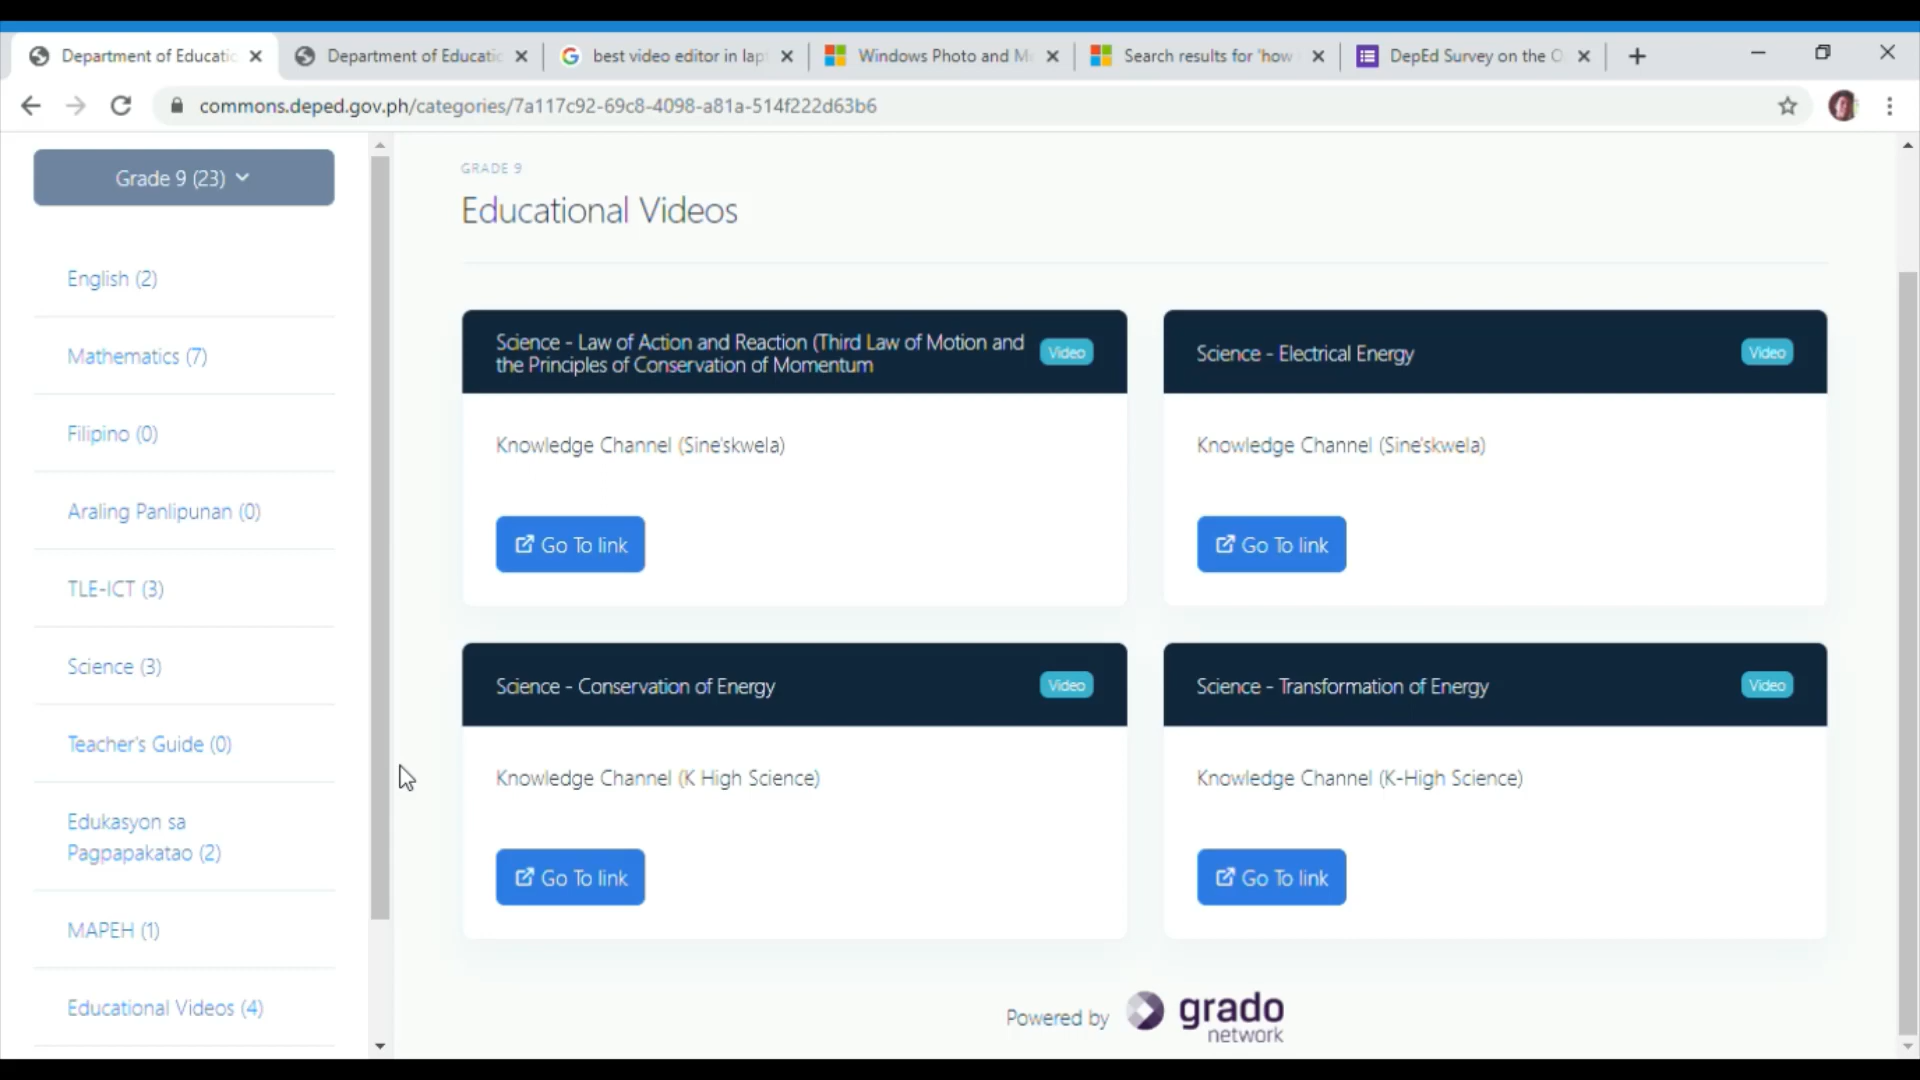 Department of Educatic
Department of Educatic
best video editor in lap
Windows Photo and M
Search results for 'how
DepEd Survey on the O
commons.deped.gov.ph/categories/7a117c92-69c8-4098-a81a-514f222d63b6
Grade 9 (23)
English (2)
Mathematics (7)
Filipino (0)
Araling Panlipunan (0)
TLE-ICT (3)
Science (3)
Teacher's Guide (0)
Edukasyon sa
Pagpapakatao (2)
MAPEH (1)
Educational Videos (4)
GRADE 9
Educational Videos
Science - Law of Action and Reaction (Third Law of Motion and
the Principles of Conservation of Momentum
Video
Knowledge Channel (Sine'skwela)
Go To link
Science - Electrical Energy
Video
Knowledge Channel (Sine'skwela)
Go To link
Science - Conservation of Energy
Video
Knowledge Channel (K High Science)
Go To link
Science - Transformation of Energy
Video
Knowledge Channel (K-High Science)
Go To link
Powered by
grado
network